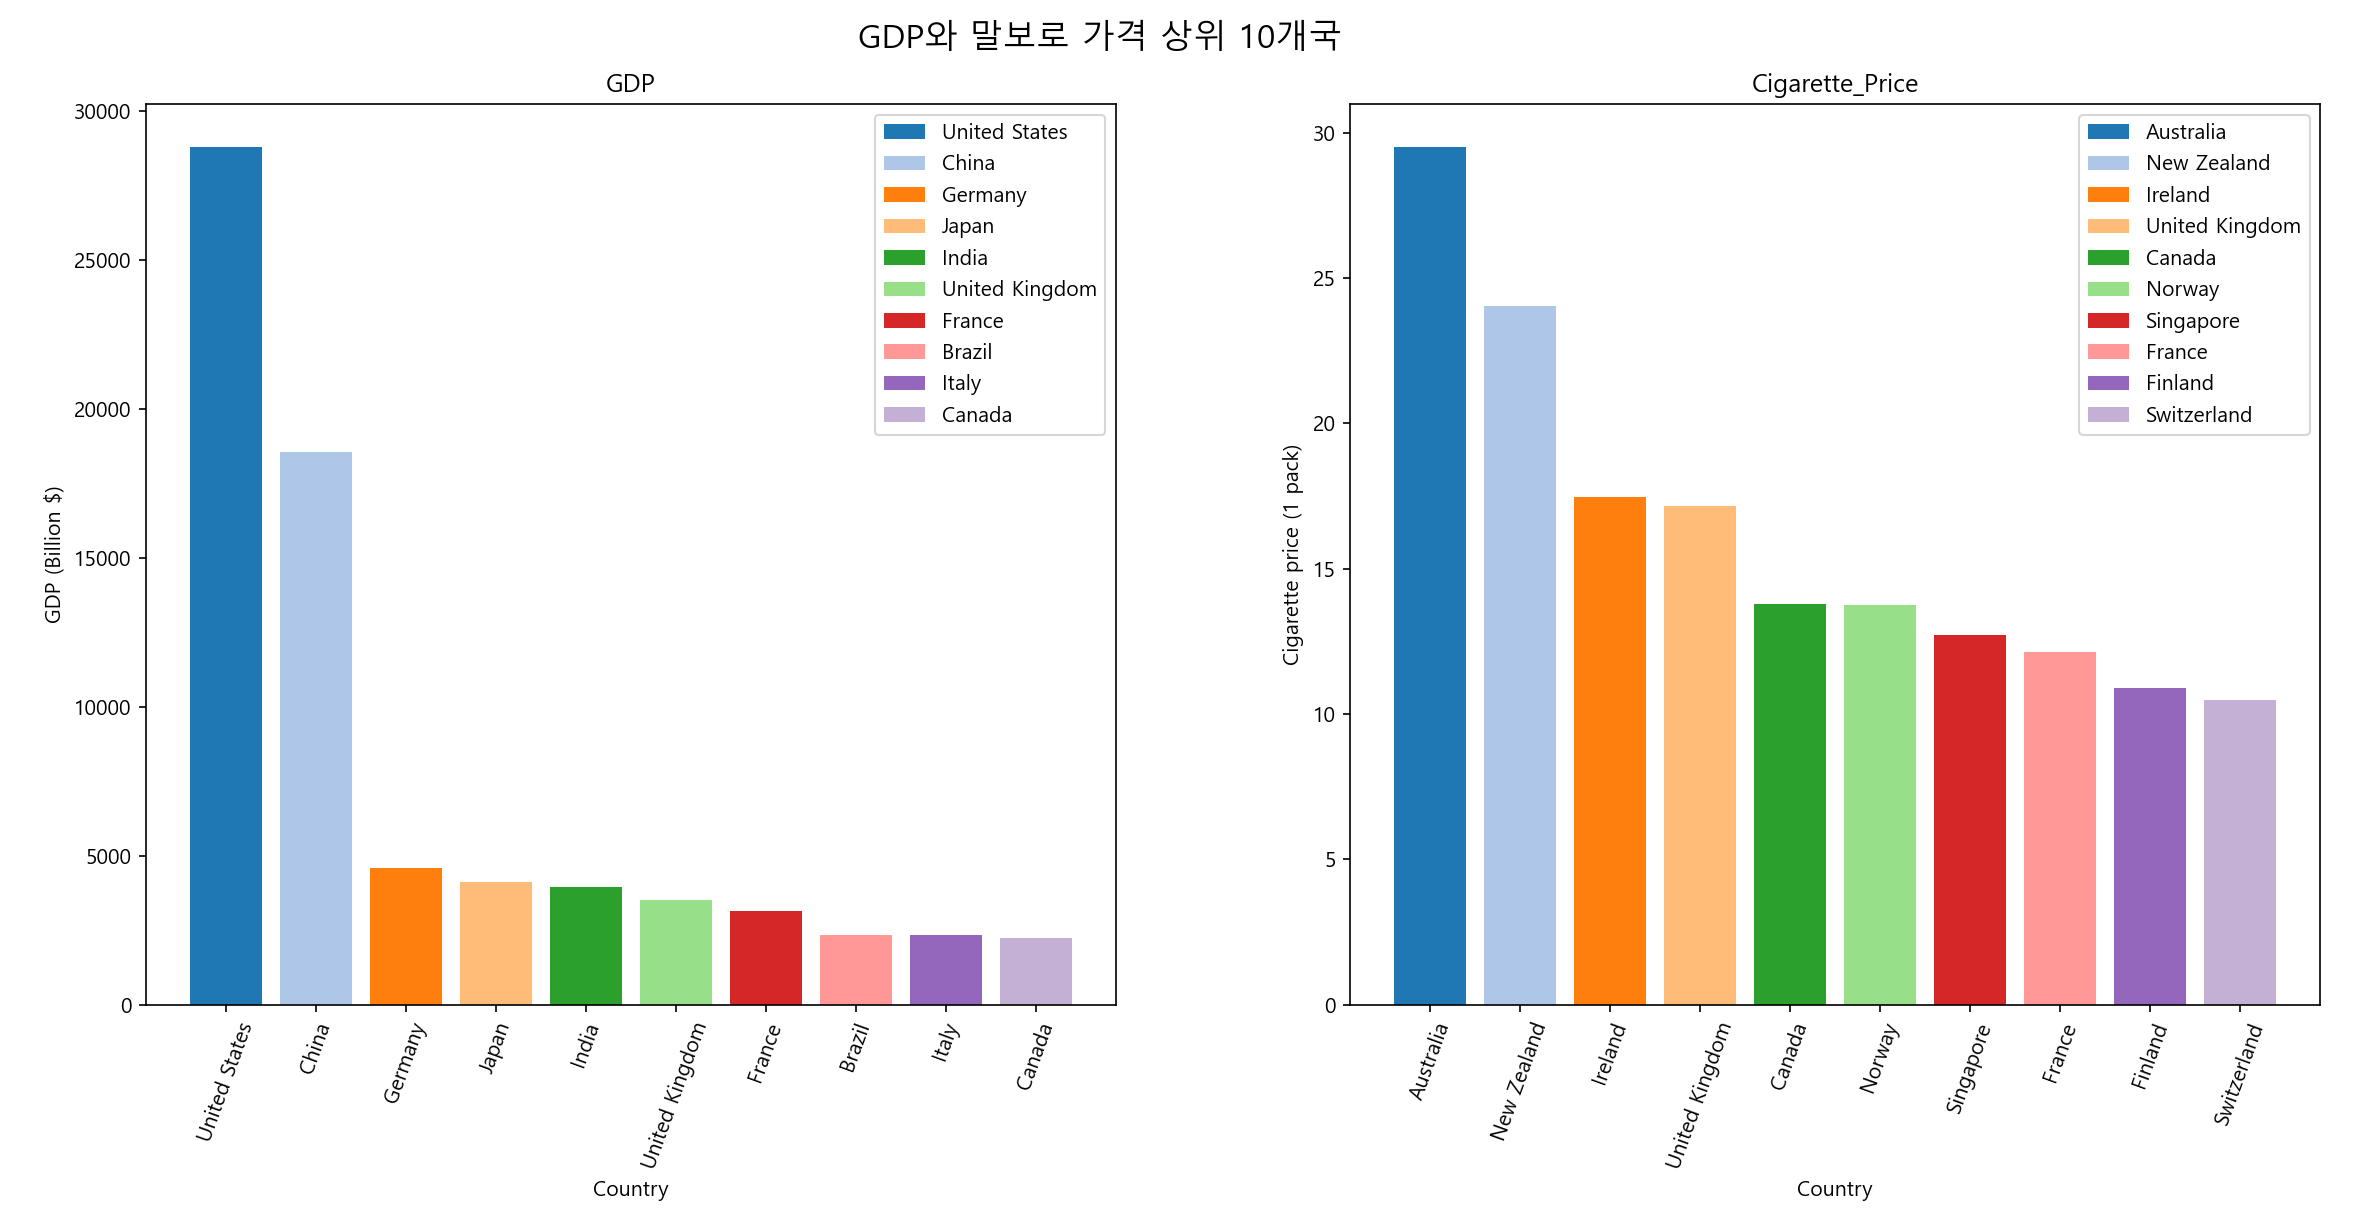 GDP와 말보로 가격 상위 10개국
GDP
30000
25000
20000
15000
10000
5000
0
GDP (Billion $)
United States
China
Germany
Japan
India
United Kingdom
France
Brazil
Italy
Canada
United States
China
Germany
Japan
India
United Kingdom
France
Brazil
Italy
Canada
Country
Cigarette_Price
30
25
20
15
10
5
0
Cigarette price (1 pack)
Australia
New Zealand
Ireland
United Kingdom
Canada
Norway
Singapore
France
Finland
Switzerland
Australia
New Zealand
Ireland
United Kingdom
Canada
Norway
Singapore
France
Finland
Switzerland
Country